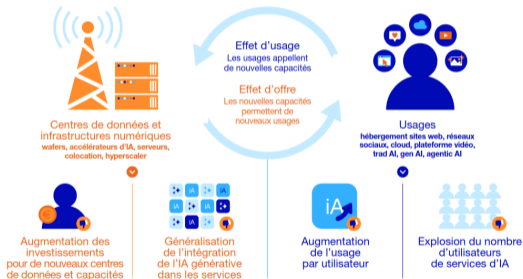 Effet d'usage
Les usages appellent
de nouvelles capacités
Effet d'offre
Les nouvelles capacités
permettent de
nouveaux usages
Centres de données et
infrastructures numériques
wafers, accélérateurs d'IA, serveurs,
colocation, hyperscaler
Usages
hébergement sites web, réseaux
sociaux, cloud, plateforme vidéo,
trad AI, gen AI, agentic AI
Augmentation des
investissements
pour de nouveaux centres
de données et capacités
iA
iA
iA
iA
Généralisation
de l'intégration
de l'IA générative
dans les services
iA
Augmentation
de l'usage
par utilisateur
Explosion du nombre
d'utilisateurs
de services d'IA